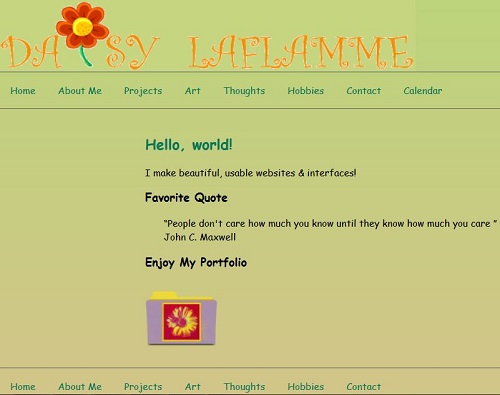 DAISY LAFLAMME
Home About Me Projects Art Thoughts Hobbies Contact Calendar
Hello, world!
I make beautiful, usable websites & interfaces!
Favorite Quote
"People don't care how much you know until they know how much you care "
John C. Maxwell
Enjoy My Portfolio
Home About Me Projects Art Thoughts Hobbies Contact